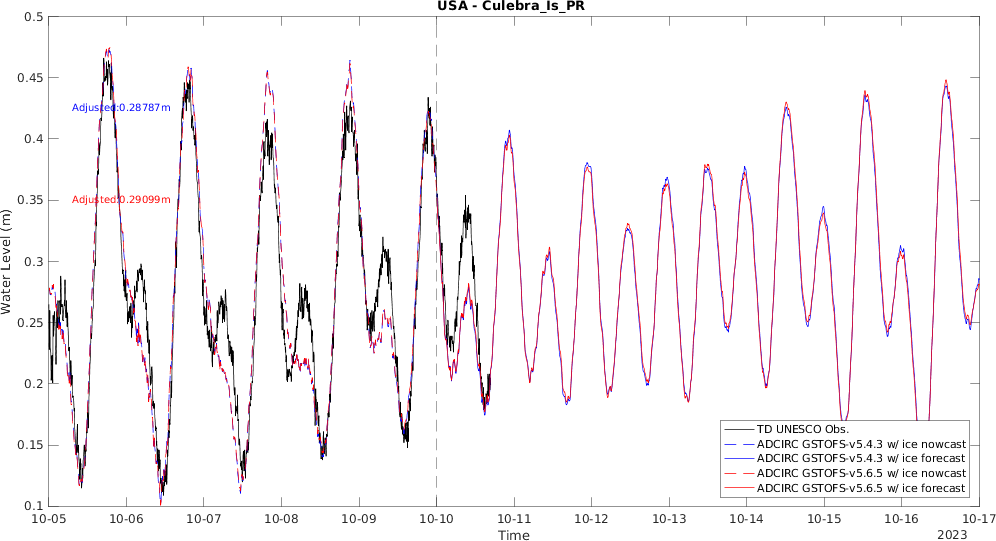 USA - Culebra_Is_PR
0.5
0.45
0.4
0.35
0.3
0.25
0.2
0.15
0.1
Water Level (m)
Adjusted:0.28787m
Adjusted:0.29099m
TD UNESCO Obs.
ADCIRC GSTOFS-v5.4.3 w/ ice nowcast
ADCIRC GSTOFS-v5.4.3 w/ ice forecast
ADCIRC GSTOFS-v5.6.5 w/ ice nowcast
ADCIRC GSTOFS-v5.6.5 w/ ice forecast
10-05 10-06 10-07 10-08 10-09 10-10 10-11 10-12 10-13 10-14 10-15 10-16 10-17
Time
2023